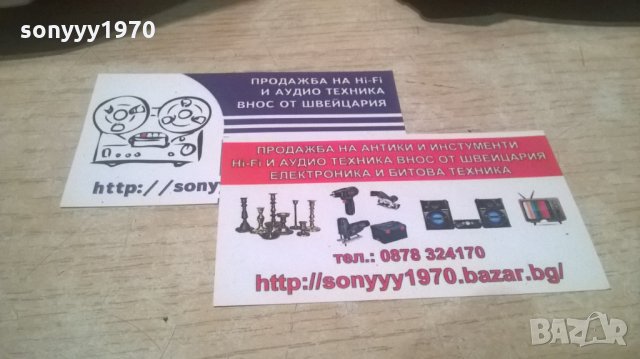 sonyyy1970
ПРОДАЖБА НА Hi-Fi
И АУДИО ТЕХНИКА
ВНОС ОТ ШВЕЙЦАРИЯ
http://sony
ПРОДАЖБА НА АНТИКИ И ИНСТУМЕНТИ
Hi-Fi И АУДИО ТЕХНИКА ВНОС ОТ ШВЕЙЦАРИЯ
ЕЛЕКТРОНИКА И БИТОВА ТЕХНИКА
тел.: 0878 324170
http://sonyyy1970.bazar.bg/
BAZAR